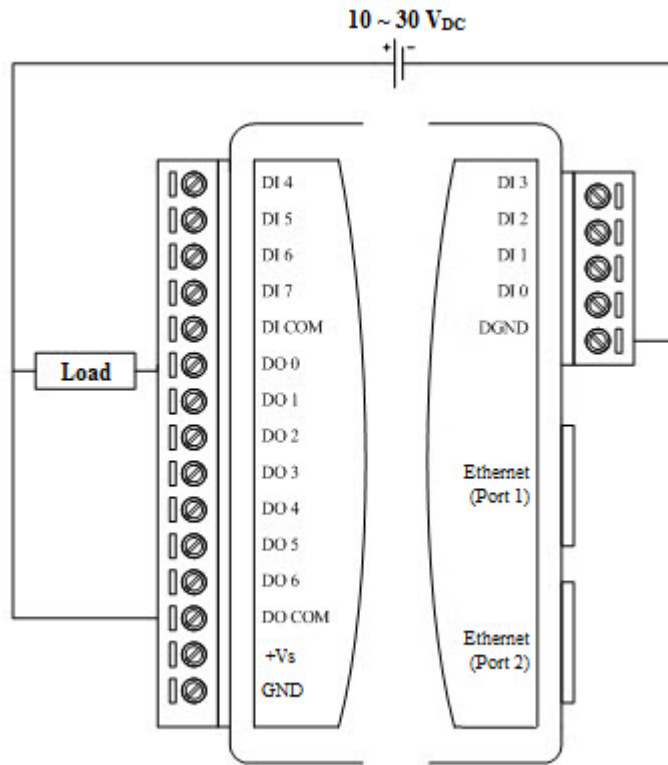 10 ~ 30 VDC
+ −
DI 4
DI 5
DI 6
DI 7
DI COM
DO 0
DO 1
DO 2
DO 3
DO 4
DO 5
DO 6
DO COM
+Vs
GND
Load
DI 3
DI 2
DI 1
DI 0
DGND
Ethernet
(Port 1)
Ethernet
(Port 2)